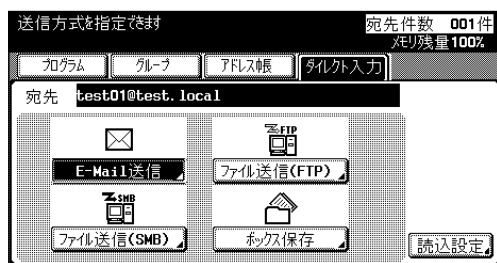 送信方式を指定できます
宛先件数 001件
メモリ残量100%
プログラム グループ アドレス帳 ダイレクト入力
宛先 test01@test.local
FTP
E-Mail送信 ファイル送信(FTP)
SMB
ファイル送信(SMB) ボックス保存
読込設定